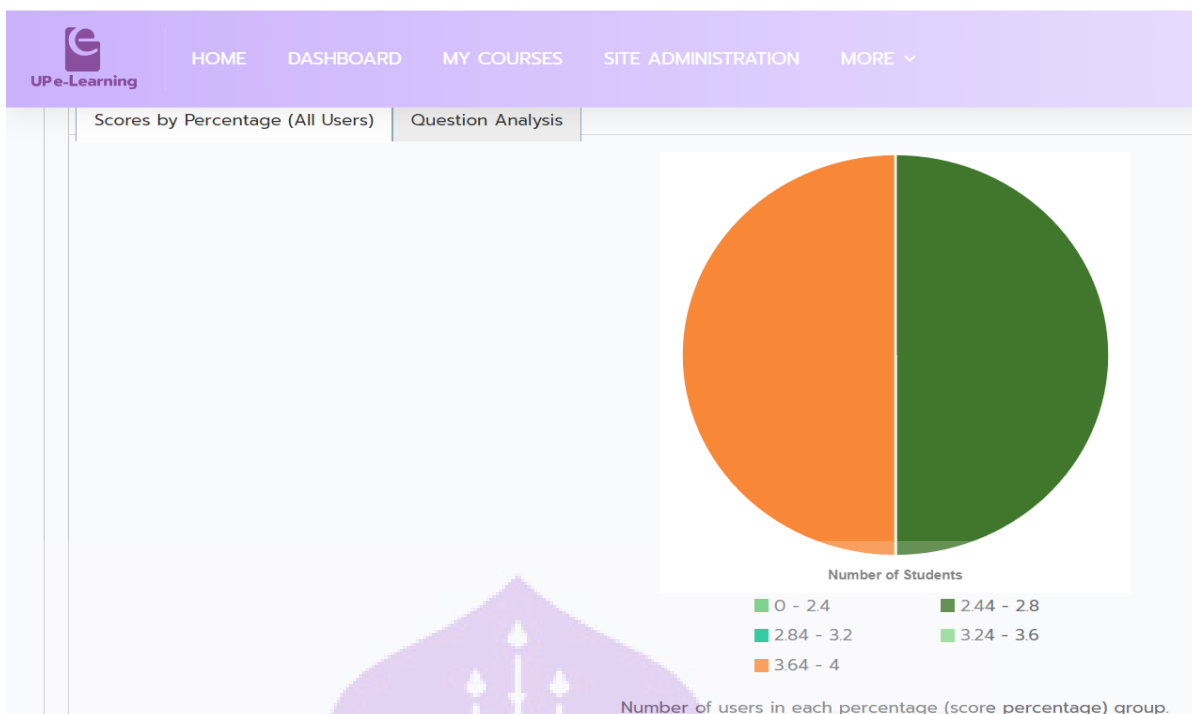 UPe-Learning
HOME DASHBOARD MY COURSES SITE ADMINISTRATION MORE
Scores by Percentage (All Users) Question Analysis
Number of Students
0 - 2.4 2.44 - 2.8
2.84 - 3.2 3.24 - 3.6
3.64 - 4
Number of users in each percentage (score percentage) group.